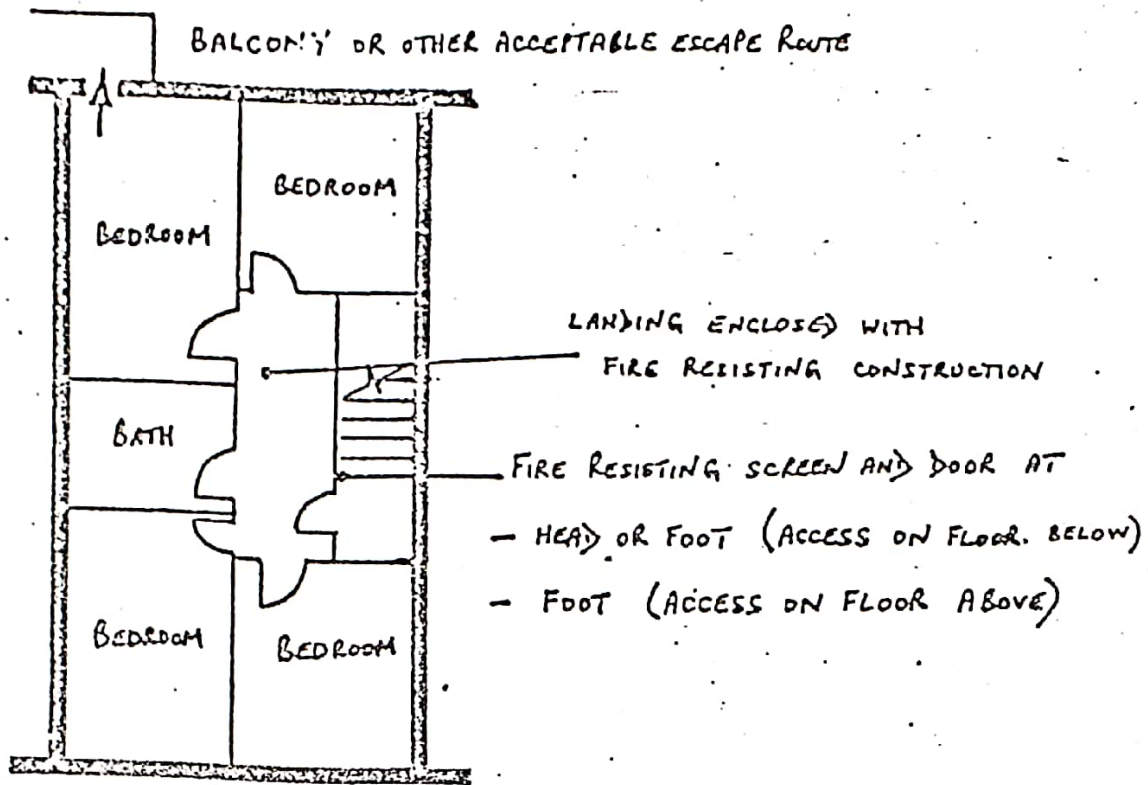 BALCONY OR OTHER ACCEPTABLE ESCAPE ROUTE
BEDROOM
BEDROOM
LANDING ENCLOSED WITH
FIRE RESISTING CONSTRUCTION
BATH
FIRE RESISTING SCREEN AND DOOR AT
- HEAD OR FOOT (ACCESS ON FLOOR BELOW)
- FOOT (ACCESS ON FLOOR ABOVE)
BEDROOM
BEDROOM